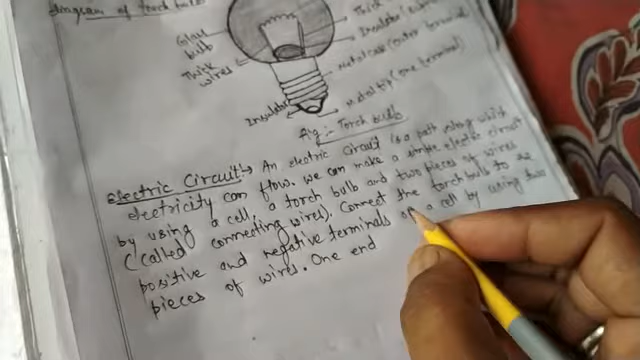 diagram of torch bulb
Glass
bulb
Thick
wires
Thick
Insulator
metal case (outer terminal)
metal tip (one terminal)
Insulator
Fig :- Torch bulb
Electric Circuit → An electric circuit is a path along which
electricity can flow. We can make a simple electric circuit
by using a cell, a torch bulb and two pieces of wires
(called connecting wires). Connect the torch bulb to the
positive and negative terminals of a cell by using two
pieces of wires. One end